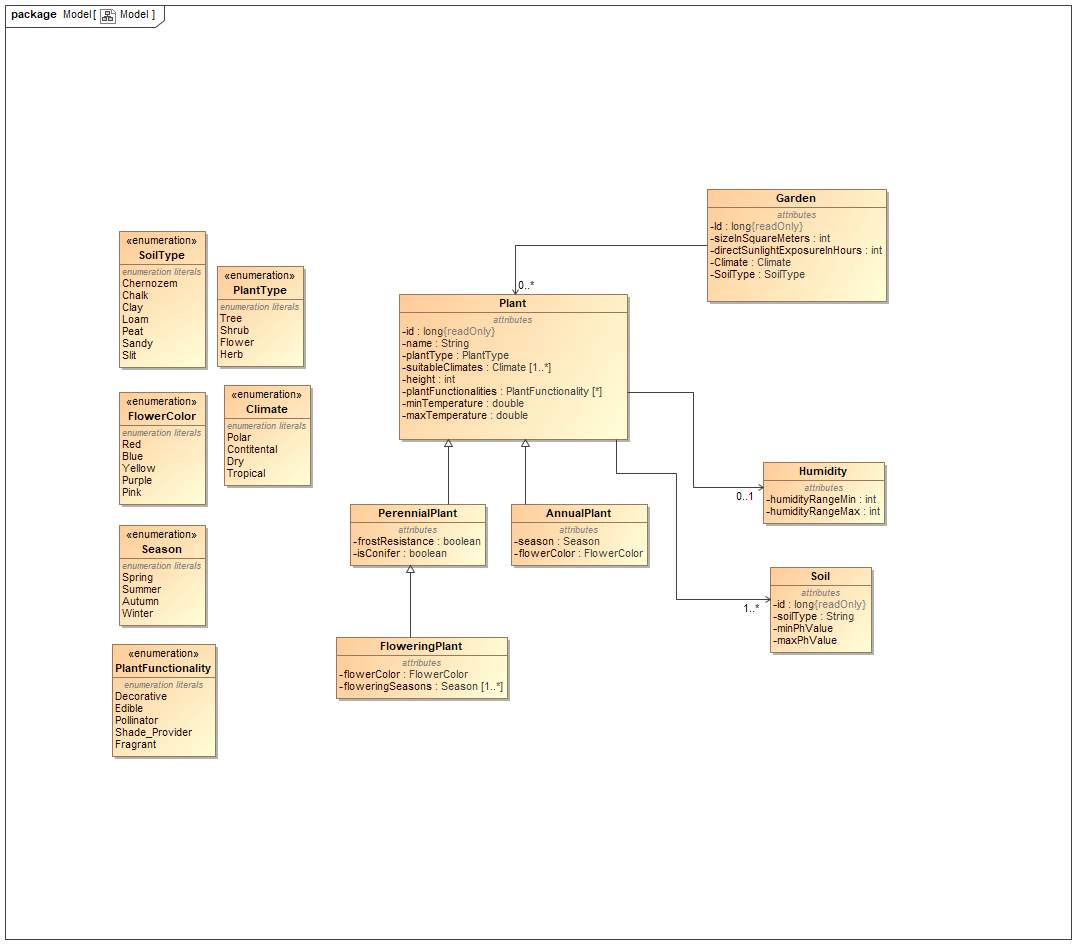 package Model[ Model ]
«enumeration»
SoilType
enumeration literals
Chernozem
Chalk
Clay
Loam
Peat
Sandy
Slit
«enumeration»
PlantType
enumeration literals
Tree
Shrub
Flower
Herb
«enumeration»
FlowerColor
enumeration literals
Red
Blue
Yellow
Purple
Pink
«enumeration»
Climate
enumeration literals
Polar
Contitental
Dry
Tropical
«enumeration»
Season
enumeration literals
Spring
Summer
Autumn
Winter
«enumeration»
PlantFunctionality
enumeration literals
Decorative
Edible
Pollinator
Shade_Provider
Fragrant
Garden
attributes
-Id : long{readOnly}
-sizeInSquareMeters : int
-directSunlightExposureInHours : int
-Climate : Climate
-SoilType : SoilType
0..*
Plant
attributes
-id : long{readOnly}
-name : String
-plantType : PlantType
-suitableClimates : Climate [1..*]
-height : int
-plantFunctionalities : PlantFunctionality [*]
-minTemperature : double
-maxTemperature : double
PerennialPlant
attributes
-frostResistance : boolean
-isConifer : boolean
AnnualPlant
attributes
-season : Season
-flowerColor : FlowerColor
FloweringPlant
attributes
-flowerColor : FlowerColor
-floweringSeasons : Season [1..*]
0..1
Humidity
attributes
-humidityRangeMin : int
-humidityRangeMax : int
1..*
Soil
attributes
-id : long{readOnly}
-soilType : String
-minPhValue
-maxPhValue